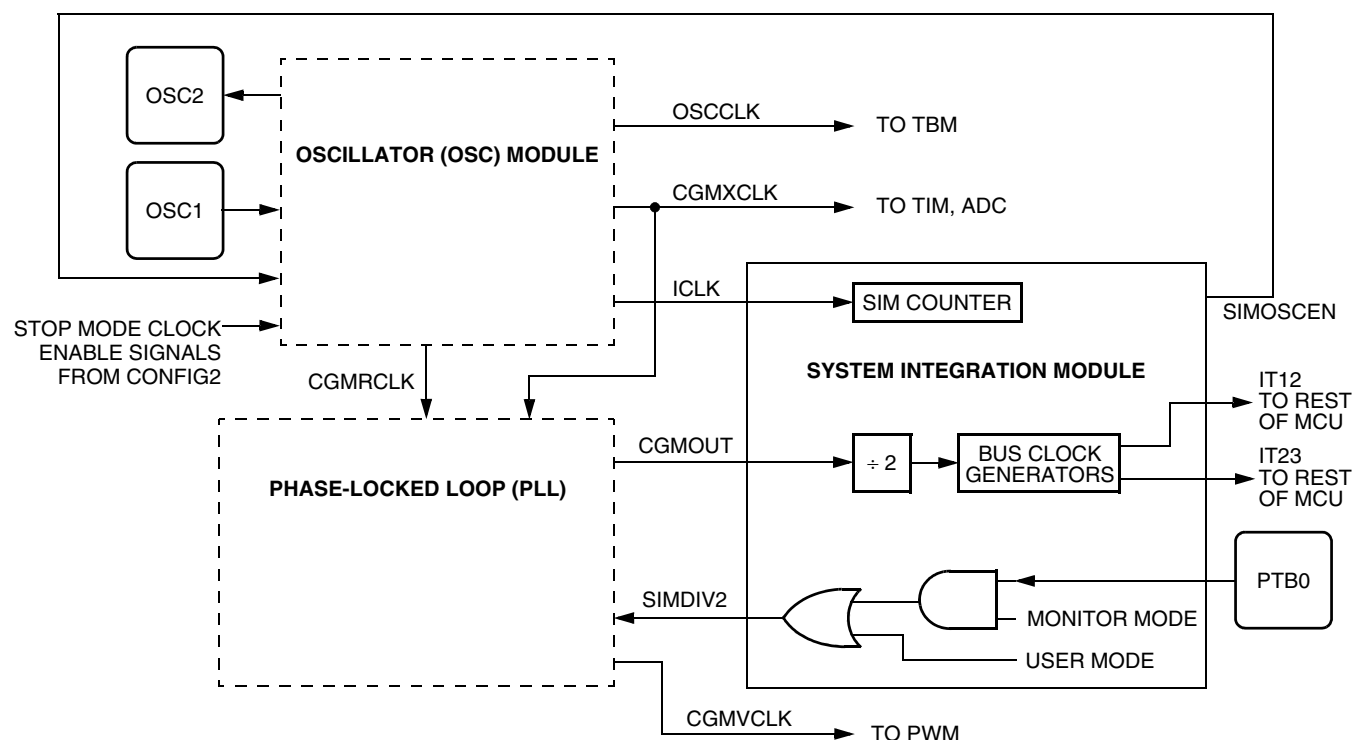 OSC2
OSCCLK
TO TBM
OSCILLATOR (OSC) MODULE
OSC1
CGMXCLK
TO TIM, ADC
ICLK
SIM COUNTER
SIMOSCEN
STOP MODE CLOCK
ENABLE SIGNALS
FROM CONFIG2
CGMRCLK
SYSTEM INTEGRATION MODULE
IT12
TO REST
OF MCU
CGMOUT
÷ 2
BUS CLOCK
GENERATORS
IT23
TO REST
OF MCU
PHASE-LOCKED LOOP (PLL)
PTB0
SIMDIV2
MONITOR MODE
USER MODE
CGMVCLK
TO PWM